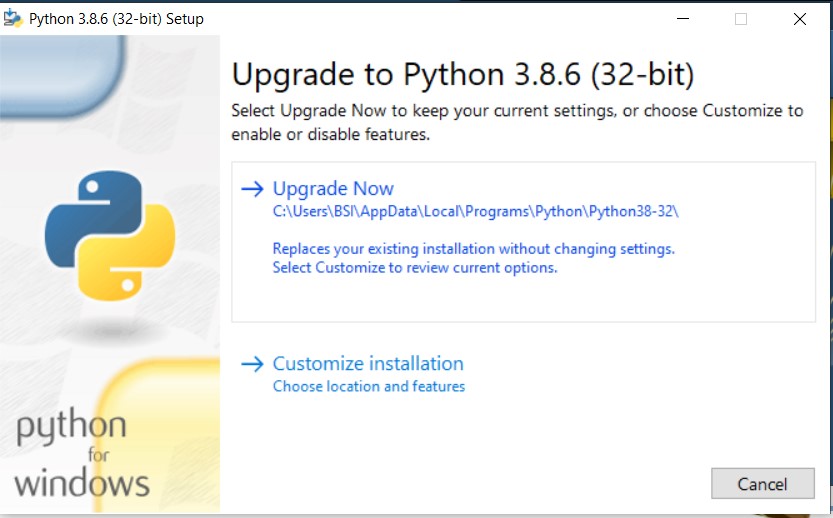 Python 3.8.6 (32-bit) Setup
Upgrade to Python 3.8.6 (32-bit)
Select Upgrade Now to keep your current settings, or choose Customize to
enable or disable features.
Upgrade Now
C:\Users\BSI\AppData\Local\Programs\Python\Python38-32\
Replaces your existing installation without changing settings.
Select Customize to review current options.
Customize installation
Choose location and features
python
for
windows
Cancel